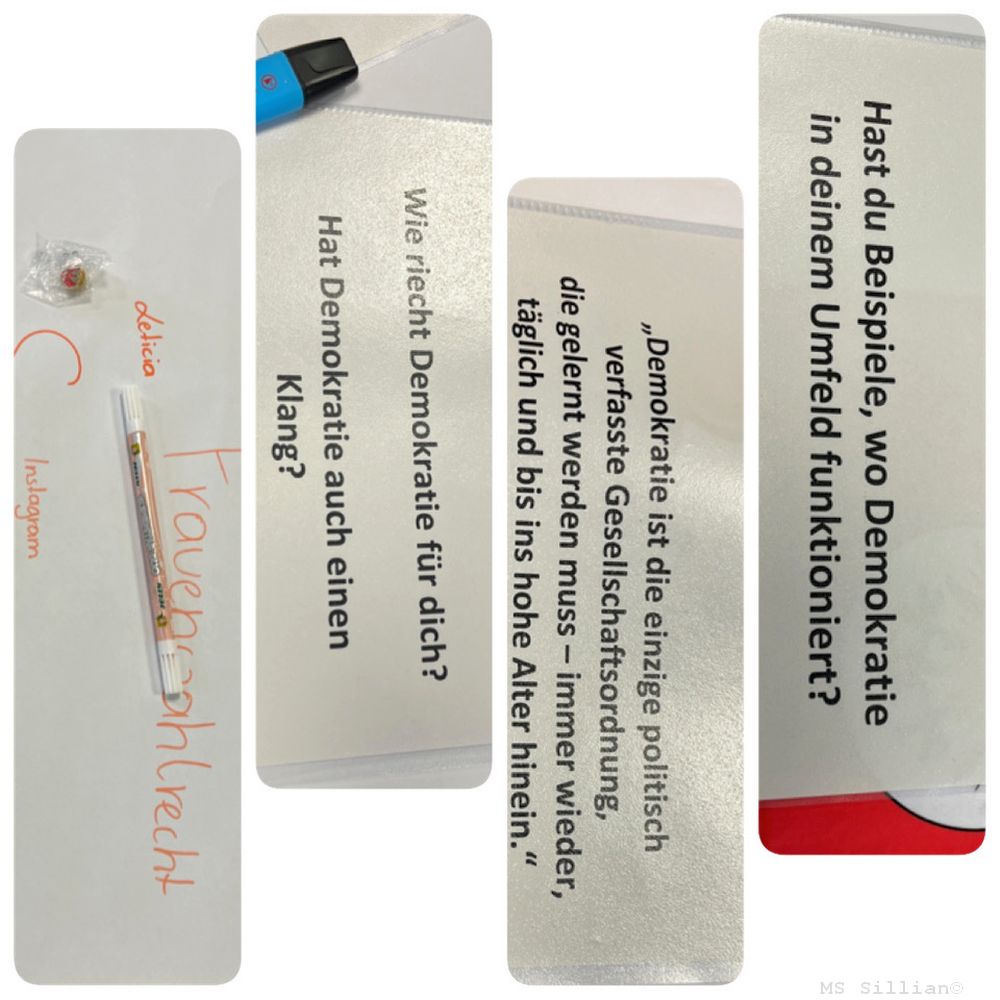 Leticia
Frauenwahlrecht
Instagram
Wie riecht Demokratie für dich?
Hat Demokratie auch einen
Klang?
„Demokratie ist die einzige politisch
verfasste Gesellschaftsordnung,
die gelernt werden muss – immer wieder,
täglich und bis ins hohe Alter hinein.“
Hast du Beispiele, wo Demokratie
in deinem Umfeld funktioniert?
MS Sillian©